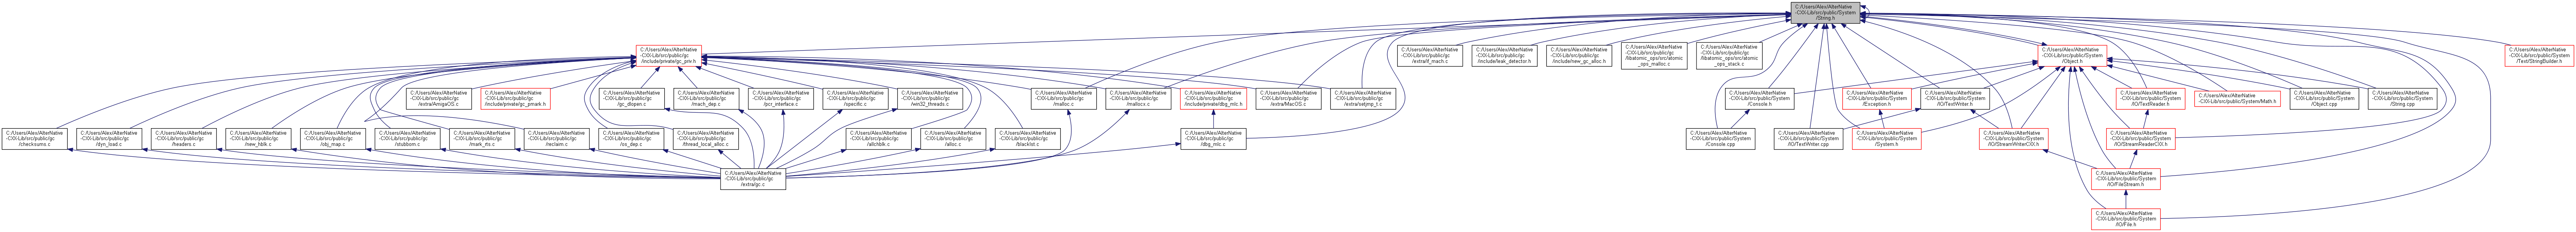 C:/Users/Alex/AlterNative
-CXX-Lib/src/public/System
/String.h
C:/Users/Alex/AlterNative
-CXX-Lib/src/public/gc
/include/private/gc_priv.h
C:/Users/Alex/AlterNative
-CXX-Lib/src/public/gc
/extra/if_mach.c
C:/Users/Alex/AlterNative
-CXX-Lib/src/public/gc
/include/leak_detector.h
C:/Users/Alex/AlterNative
-CXX-Lib/src/public/gc
/include/new_gc_alloc.h
C:/Users/Alex/AlterNative
-CXX-Lib/src/public/gc
/libatomic_ops/src/atomic
_ops_malloc.c
C:/Users/Alex/AlterNative
-CXX-Lib/src/public/gc
/libatomic_ops/src/atomic
_ops_stack.c
C:/Users/Alex/AlterNative
-CXX-Lib/src/public/System
/Object.h
C:/Users/Alex/AlterNative
-CXX-Lib/src/public/System
/Text/StringBuilder.h
C:/Users/Alex/AlterNative
-CXX-Lib/src/public/gc
/extra/AmigaOS.c
C:/Users/Alex/AlterNative
-CXX-Lib/src/public/gc
/include/private/gc_pmark.h
C:/Users/Alex/AlterNative
-CXX-Lib/src/public/gc
/gc_dlopen.c
C:/Users/Alex/AlterNative
-CXX-Lib/src/public/gc
/mach_dep.c
C:/Users/Alex/AlterNative
-CXX-Lib/src/public/gc
/pcr_interface.c
C:/Users/Alex/AlterNative
-CXX-Lib/src/public/gc
/specific.c
C:/Users/Alex/AlterNative
-CXX-Lib/src/public/gc
/win32_threads.c
C:/Users/Alex/AlterNative
-CXX-Lib/src/public/gc
/malloc.c
C:/Users/Alex/AlterNative
-CXX-Lib/src/public/gc
/mallocx.c
C:/Users/Alex/AlterNative
-CXX-Lib/src/public/gc
/include/private/dbg_mlc.h
C:/Users/Alex/AlterNative
-CXX-Lib/src/public/gc
/extra/MacOS.c
C:/Users/Alex/AlterNative
-CXX-Lib/src/public/gc
/extra/setjmp_t.c
C:/Users/Alex/AlterNative
-CXX-Lib/src/public/System
/Console.h
C:/Users/Alex/AlterNative
-CXX-Lib/src/public/System
/Exception.h
C:/Users/Alex/AlterNative
-CXX-Lib/src/public/System
/IO/TextWriter.h
C:/Users/Alex/AlterNative
-CXX-Lib/src/public/System
/IO/TextReader.h
C:/Users/Alex/AlterNative
-CXX-Lib/src/public/System/Math.h
C:/Users/Alex/AlterNative
-CXX-Lib/src/public/System
/Object.cpp
C:/Users/Alex/AlterNative
-CXX-Lib/src/public/System
/String.cpp
C:/Users/Alex/AlterNative
-CXX-Lib/src/public/gc
/checksums.c
C:/Users/Alex/AlterNative
-CXX-Lib/src/public/gc
/dyn_load.c
C:/Users/Alex/AlterNative
-CXX-Lib/src/public/gc
/headers.c
C:/Users/Alex/AlterNative
-CXX-Lib/src/public/gc
/new_hblk.c
C:/Users/Alex/AlterNative
-CXX-Lib/src/public/gc
/obj_map.c
C:/Users/Alex/AlterNative
-CXX-Lib/src/public/gc
/stubborn.c
C:/Users/Alex/AlterNative
-CXX-Lib/src/public/gc
/mark_rts.c
C:/Users/Alex/AlterNative
-CXX-Lib/src/public/gc
/reclaim.c
C:/Users/Alex/AlterNative
-CXX-Lib/src/public/gc
/os_dep.c
C:/Users/Alex/AlterNative
-CXX-Lib/src/public/gc
/thread_local_alloc.c
C:/Users/Alex/AlterNative
-CXX-Lib/src/public/gc
/allchblk.c
C:/Users/Alex/AlterNative
-CXX-Lib/src/public/gc
/alloc.c
C:/Users/Alex/AlterNative
-CXX-Lib/src/public/gc
/blacklst.c
C:/Users/Alex/AlterNative
-CXX-Lib/src/public/gc
/dbg_mlc.c
C:/Users/Alex/AlterNative
-CXX-Lib/src/public/System
/Console.cpp
C:/Users/Alex/AlterNative
-CXX-Lib/src/public/System
/IO/TextWriter.cpp
C:/Users/Alex/AlterNative
-CXX-Lib/src/public/System
/System.h
C:/Users/Alex/AlterNative
-CXX-Lib/src/public/System
/IO/StreamWriterCXX.h
C:/Users/Alex/AlterNative
-CXX-Lib/src/public/System
/IO/StreamReaderCXX.h
C:/Users/Alex/AlterNative
-CXX-Lib/src/public/gc
/extra/gc.c
C:/Users/Alex/AlterNative
-CXX-Lib/src/public/System
/IO/FileStream.h
C:/Users/Alex/AlterNative
-CXX-Lib/src/public/System
/IO/File.h